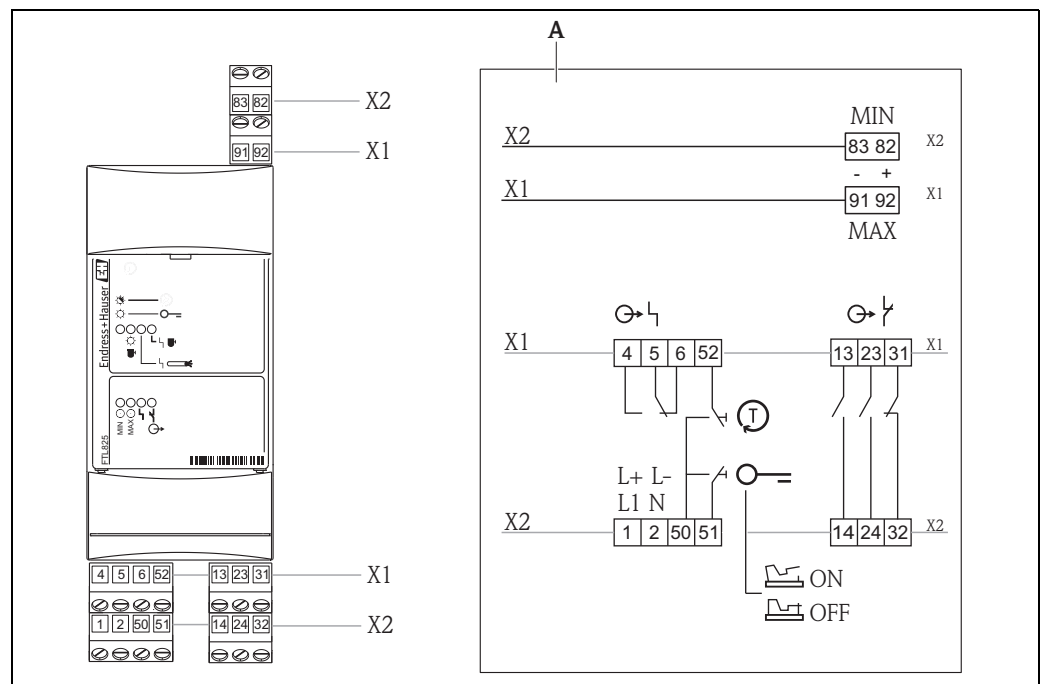 A
83 82
X2
91 92
X1
Endress+Hauser
MIN
MAX
FTL825
4 5 6 52
13 23 31
X1
1 2 50 51
14 24 32
X2
MIN
X2
83 82
X2
- +
X1
91 92
X1
MAX
X1
4 5 6 52
13 23 31
X1
T
L+ L-
L1 N
X2
1 2 50 51
14 24 32
X2
ON
OFF